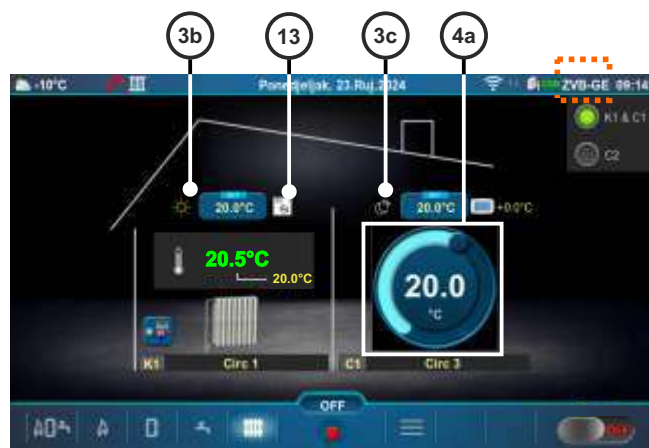 3b 13 3c 4a
-10°C Ponedjeljak, 23.Ruj.2024 ZVB-GE 09:14
K1 & C1
C2
20.0°C 20.0°C +0.0°C
20.5°C
20.0°C
20.0
°C
K1 Circ 1 C1 Circ 3
OFF
OFF